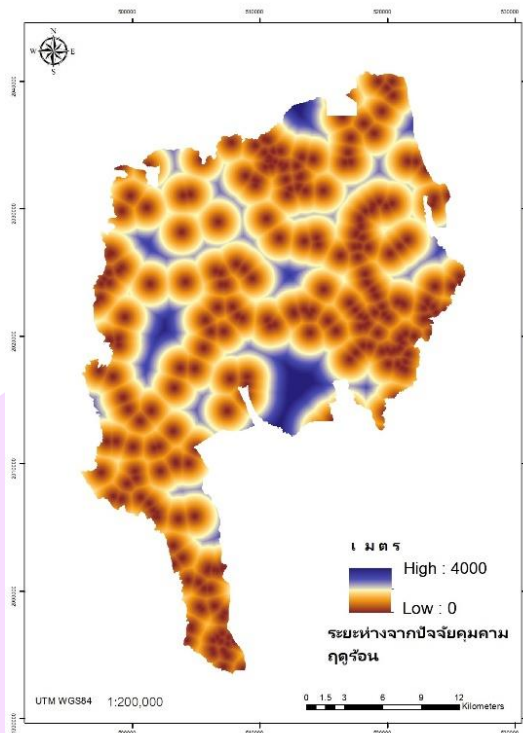 N
W E
S
เมตร
High : 4000
Low : 0
ระยะห่างจากปัจจัยคุมคาม
ฤดูร้อน
UTM WGS84 1:200,000
0 1.5 3 6 9 12
Kilometers